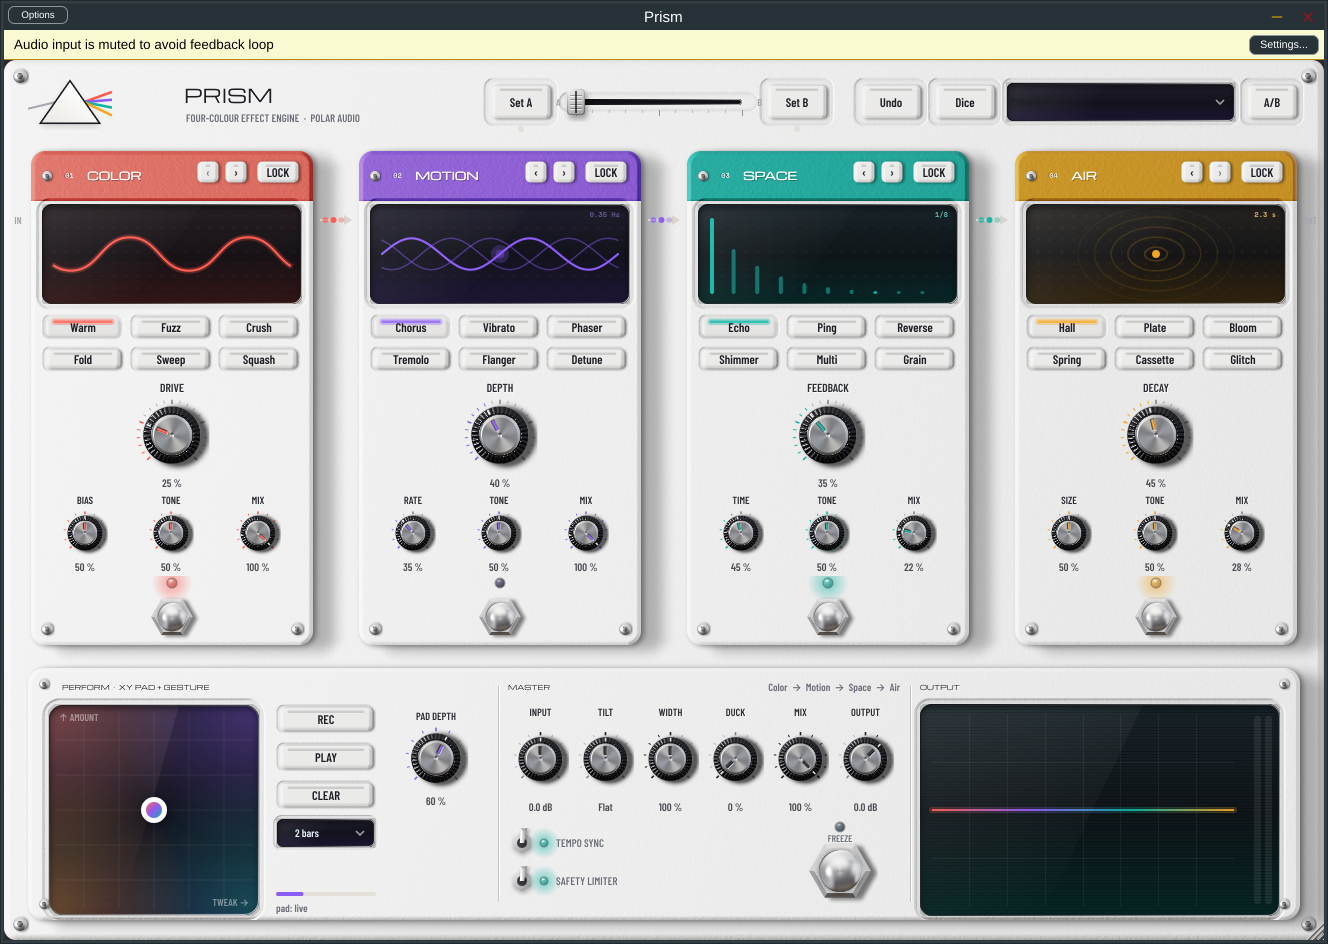 Options
Prism
Audio input is muted to avoid feedback loop
Settings...
PRISM
FOUR-COLOUR EFFECT ENGINE · POLAR AUDIO
Set A
Set B
Undo
Dice
A/B
01 COLOR
‹ › LOCK
02 MOTION
‹ › LOCK
03 SPACE
‹ › LOCK
04 AIR
‹ › LOCK
IN
0.35 Hz
1/8
2.3 s
Warm Fuzz Crush
Fold Sweep Squash
Chorus Vibrato Phaser
Tremolo Flanger Detune
Echo Ping Reverse
Shimmer Multi Grain
Hall Plate Bloom
Spring Cassette Glitch
DRIVE
25 %
BIAS TONE MIX
50 % 50 % 100 %
DEPTH
40 %
RATE TONE MIX
35 % 50 % 100 %
FEEDBACK
35 %
TIME TONE MIX
45 % 50 % 22 %
DECAY
45 %
SIZE TONE MIX
50 % 50 % 28 %
PERFORM · XY PAD + GESTURE
↑ AMOUNT
TWEAK →
REC
PLAY
CLEAR
2 bars
pad: live
PAD DEPTH
60 %
MASTER
Color → Motion → Space → Air
INPUT TILT WIDTH DUCK MIX OUTPUT
0.0 dB Flat 100 % 0 % 100 % 0.0 dB
TEMPO SYNC
SAFETY LIMITER
FREEZE
OUTPUT